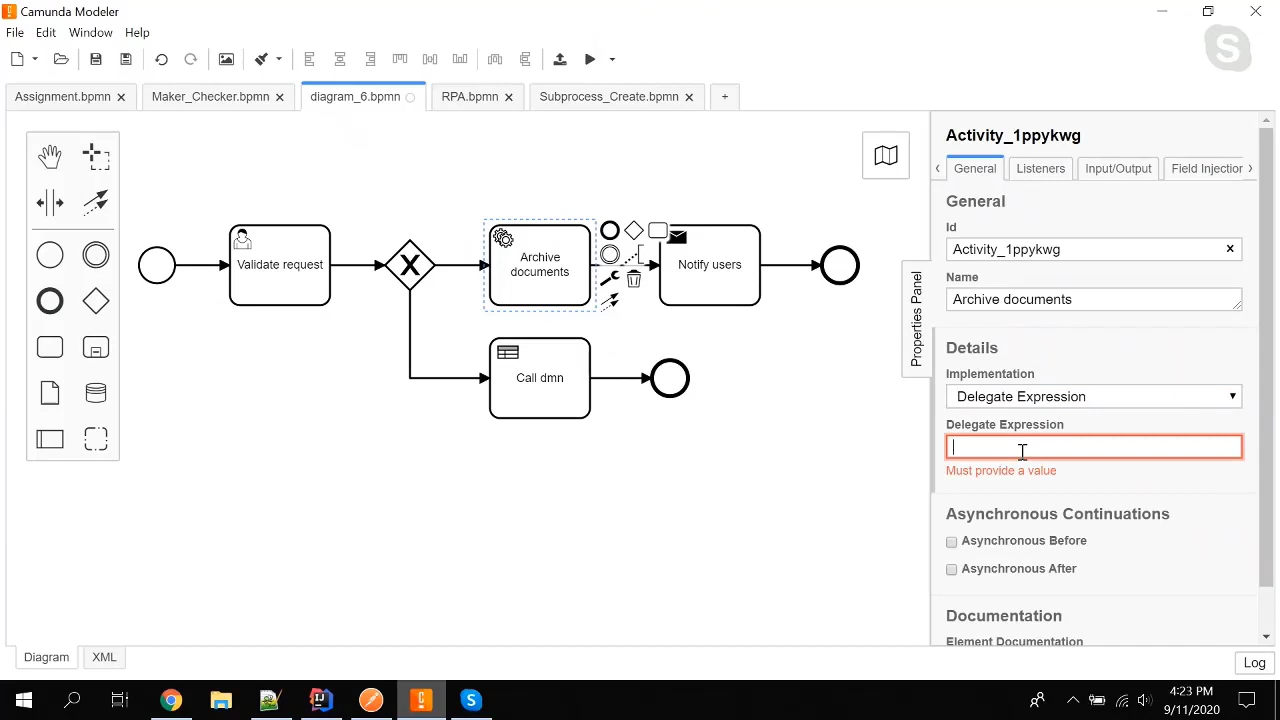 Camunda Modeler
File Edit Window Help
Assignment.bpmn
Maker_Checker.bpmn
diagram_6.bpmn
RPA.bpmn
Subprocess_Create.bpmn
+
Validate request
X
Archive
documents
Notify users
Call dmn
Properties Panel
Activity_1ppykwg
General
Listeners
Input/Output
Field Injection
General
Id
Activity_1ppykwg
Name
Archive documents
Details
Implementation
Delegate Expression
Delegate Expression
Must provide a value
Asynchronous Continuations
Asynchronous Before
Asynchronous After
Documentation
Element Documentation
Diagram
XML
Log
4:23 PM
9/11/2020